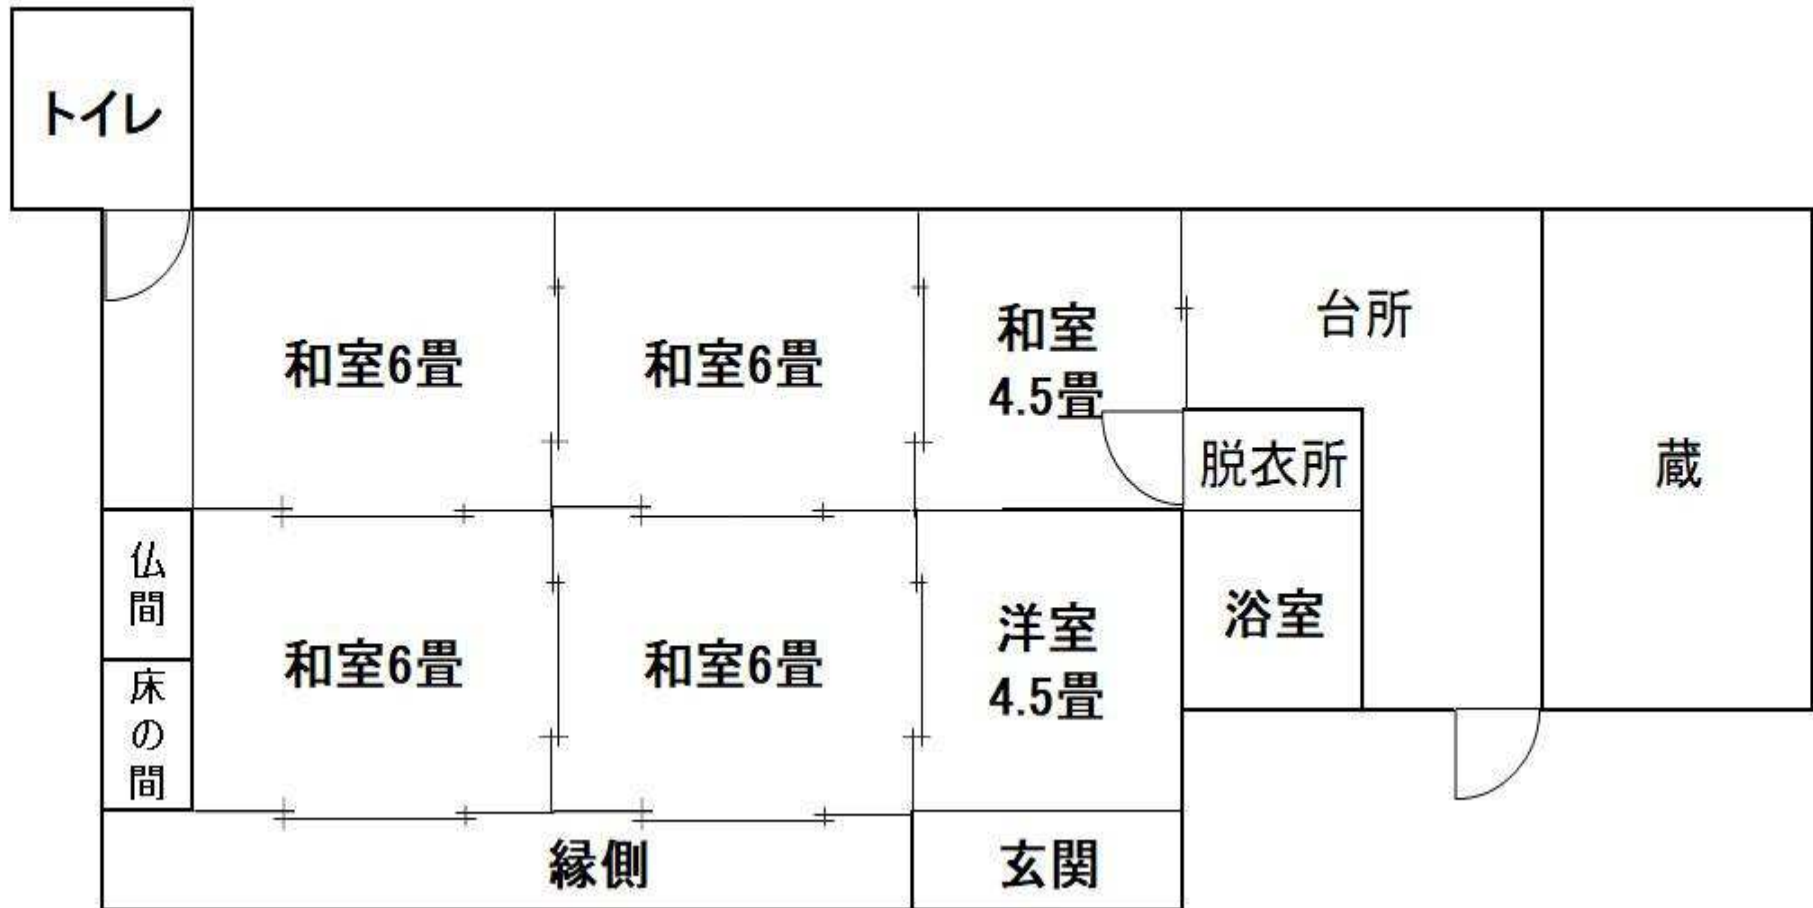 トイレ
和室6畳
和室6畳
和室
4.5畳
台所
脱衣所
蔵
仏
間
床
の
間
和室6畳
和室6畳
洋室
4.5畳
浴室
縁側
玄関